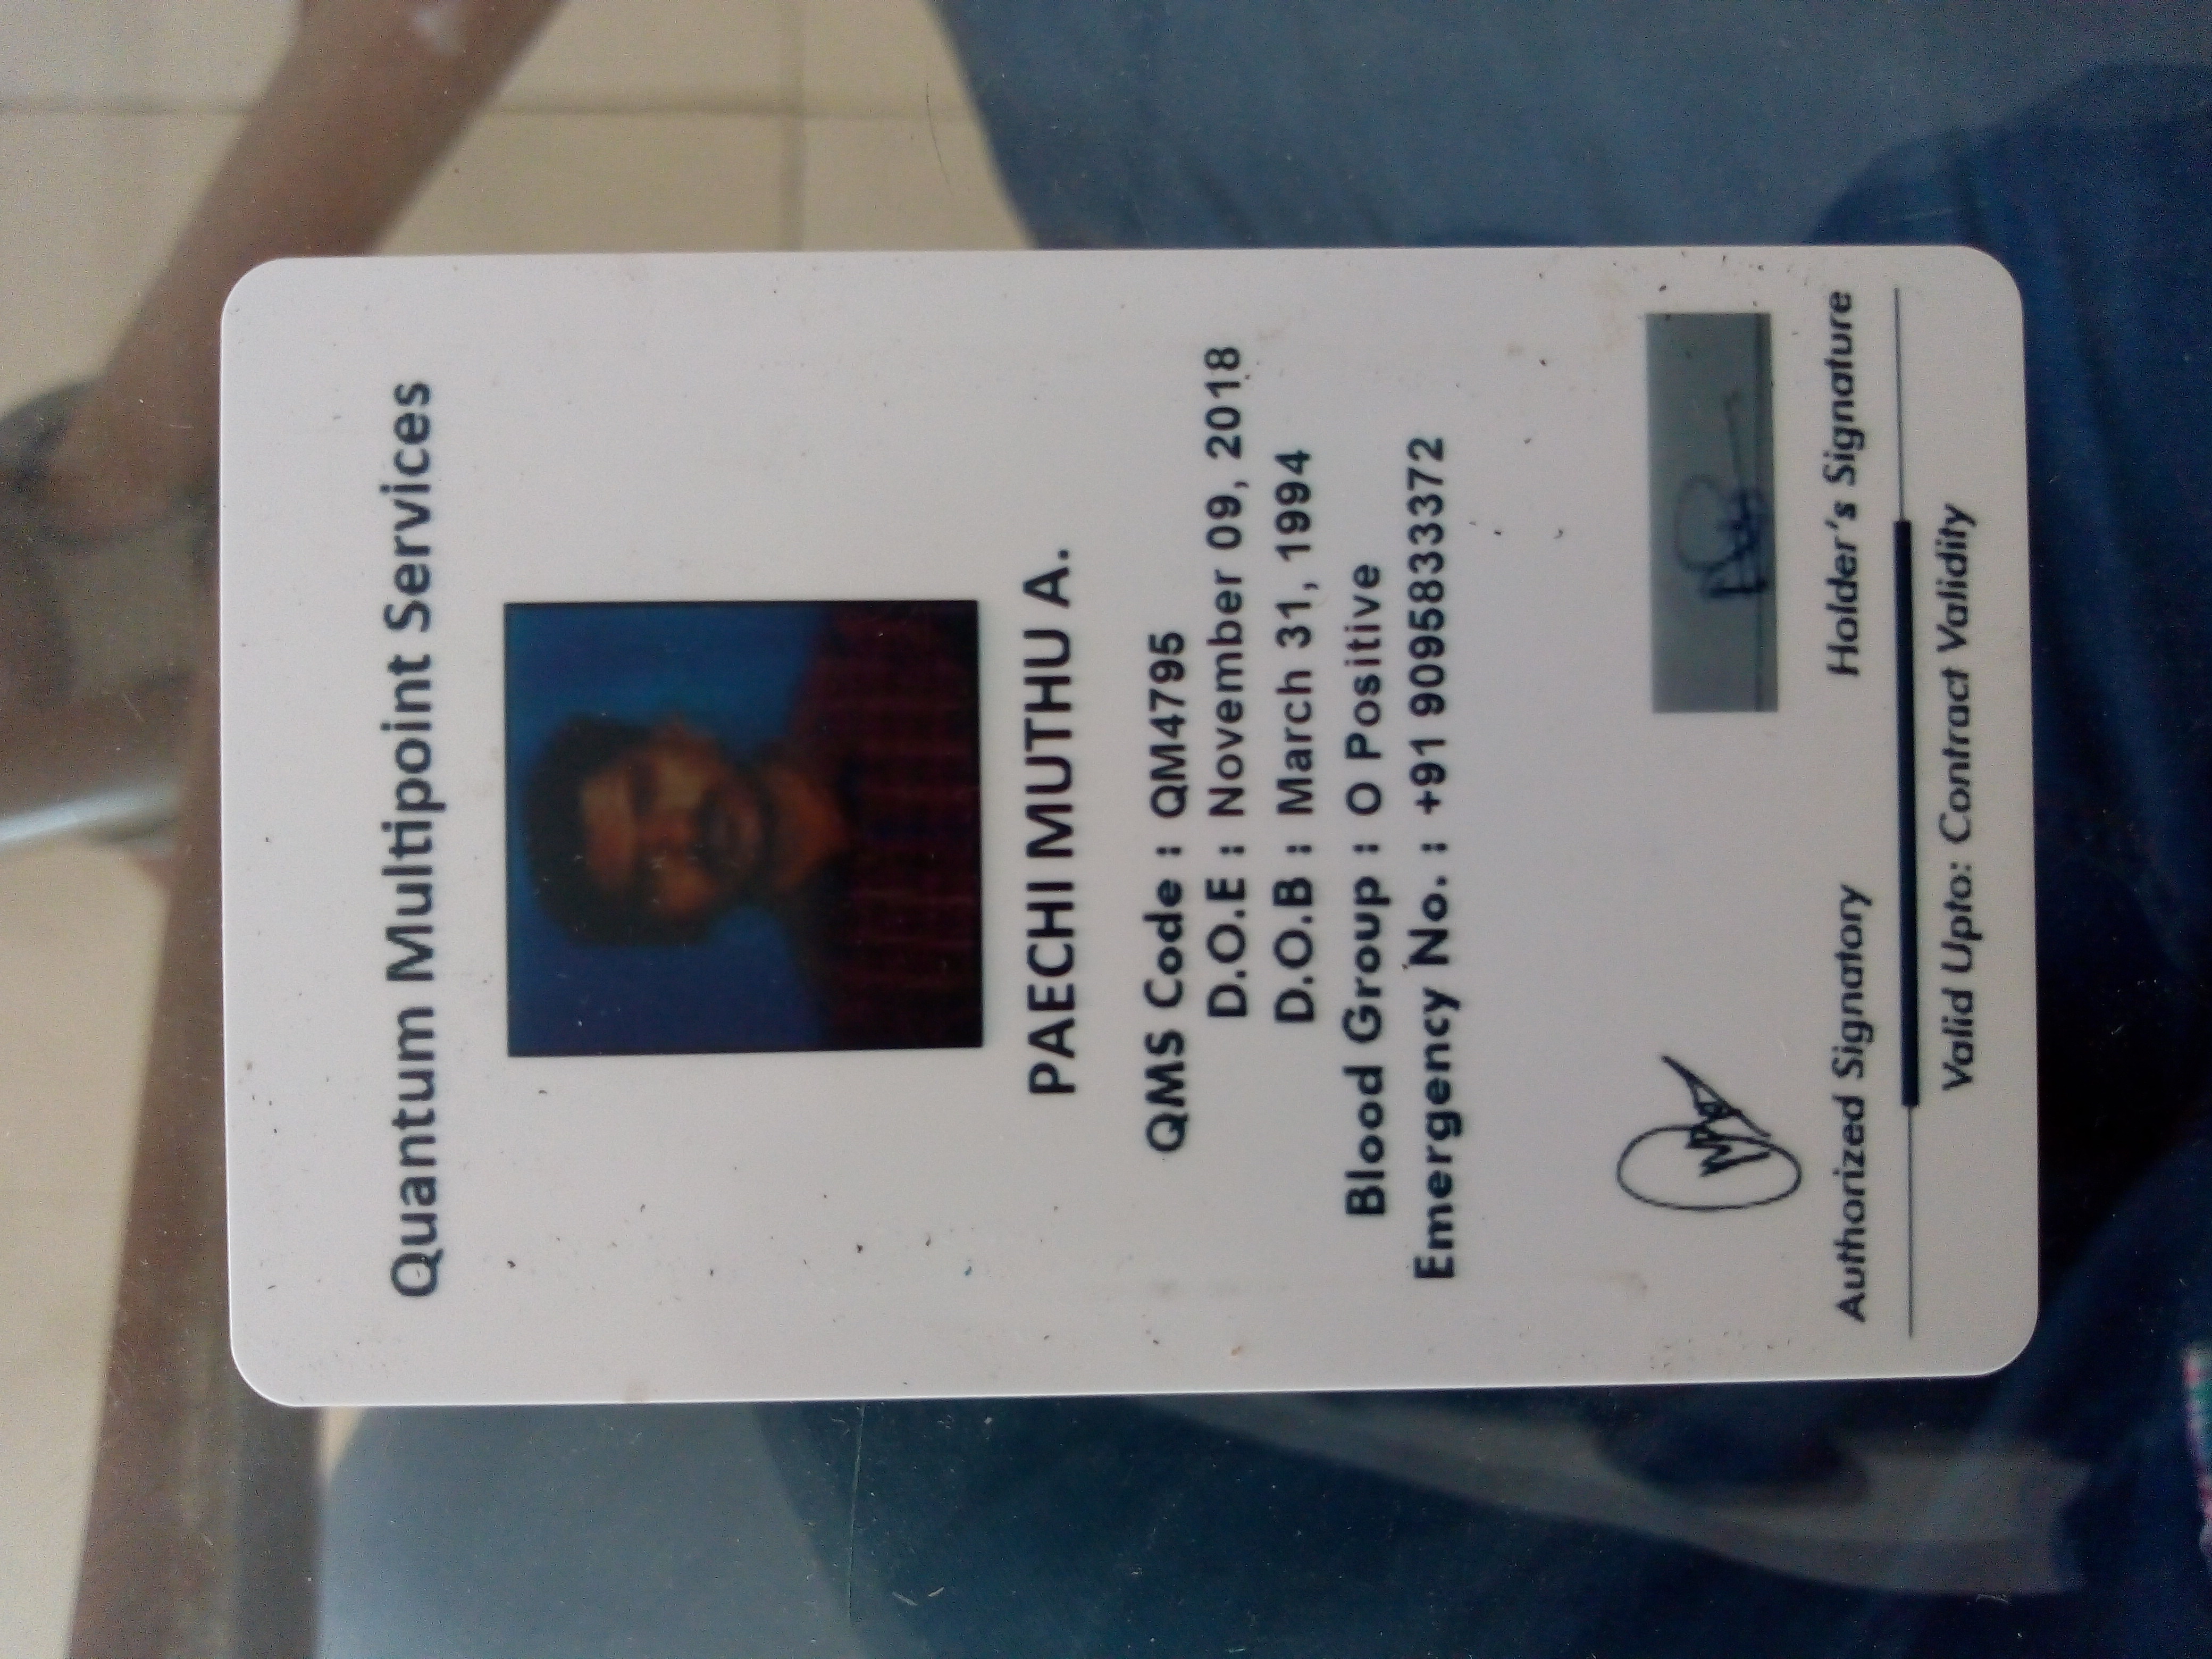 Quantum Multipoint Services
PAECHI MUTHU A.
QMS Code : QM4795
D.O.E : November 09, 2018
D.O.B : March 31, 1994
Blood Group : O Positive
Emergency No. : +91 9095833372
Authorized Signatory Holder's Signature
Valid Upto: Contract Validity